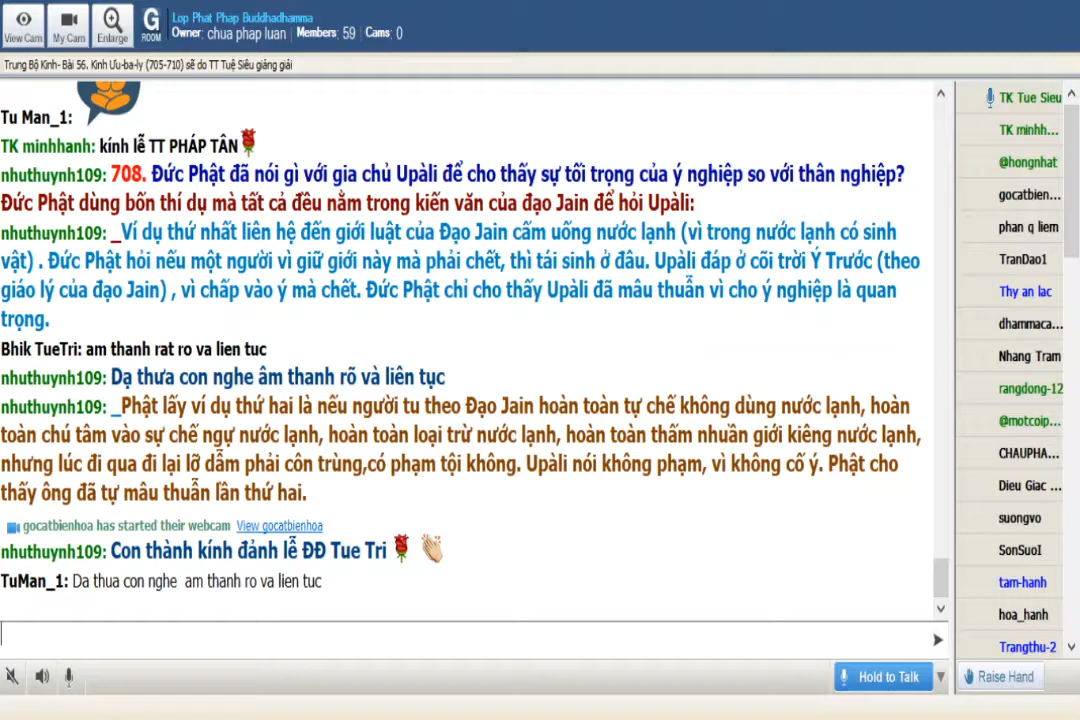 Lop Phat Phap Buddhadhamma
View Cam My Cam Enlarge G ROOM Owner: chua phap luan Members: 59 Cams: 0
Trung Bộ Kinh- Bài 56. Kinh Ưu-ba-ly (705-710) sẽ do TT Tuệ Siêu giảng giải
Tu Man_1:
TK minhhanh: kính lễ TT PHÁP TÂN
nhuthuynh109: 708. Đức Phật đã nói gì với gia chủ Upàli để cho thấy sự tối trọng của ý nghiệp so với thân nghiệp?
Đức Phật dùng bốn thí dụ mà tất cả đều nằm trong kiến văn của đạo Jain để hỏi Upàli:
nhuthuynh109: _Ví dụ thứ nhất liên hệ đến giới luật của Đạo Jain cấm uống nước lạnh (vì trong nước lạnh có sinh
vật) . Đức Phật hỏi nếu một người vì giữ giới này mà phải chết, thì tái sinh ở đâu. Upàli đáp ở cõi trời Ý Trước (theo
giáo lý của đạo Jain) , vì chấp vào ý mà chết. Đức Phật chỉ cho thấy Upàli đã mâu thuẫn vì cho ý nghiệp là quan
trọng.
Bhik TueTri: am thanh rat ro va lien tuc
nhuthuynh109: Dạ thưa con nghe âm thanh rõ và liên tục
nhuthuynh109: _Phật lấy ví dụ thứ hai là nếu người tu theo Đạo Jain hoàn toàn tự chế không dùng nước lạnh, hoàn
toàn chú tâm vào sự chế ngự nước lạnh, hoàn toàn loại trừ nước lạnh, hoàn toàn thấm nhuần giới kiêng nước lạnh,
nhưng lúc đi qua đi lại lỡ dẫm phải côn trùng,có phạm tội không. Upàli nói không phạm, vì không cố ý. Phật cho
thấy ông đã tự mâu thuẫn lần thứ hai.
gocatbienhoa has started their webcam View gocatbienhoa
nhuthuynh109: Con thành kính đảnh lễ ĐĐ Tue Tri
TuMan_1: Da thua con nghe am thanh ro va lien tuc
Hold to Talk
TK Tue Sieu
TK minhh...
@hongnhat
gocatbien...
phan q liem
TranDao1
Thy an lac
dhammaca...
Nhang Tram
rangdong-12
@motcoip...
CHAUPHA...
Dieu Giac ...
suongvo
SonSuoI
tam-hanh
hoa_hanh
Trangthu-2
Raise Hand